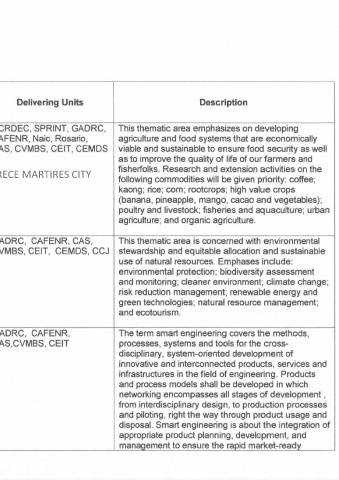 Delivering Units
Description
CRDEC, SPRINT, GADRC,
AFENR, Naic, Rosario,
AS, CVMBS, CEIT, CEMDS
RECE MARTIRES CITY
This thematic area emphasizes on developing
agriculture and food systems that are economically
viable and sustainable to ensure food security as well
as to improve the quality of life of our farmers and
fisherfolks. Research and extension activities on the
following commodities will be given priority: coffee;
kaong; rice; corn; rootcrops; high value crops
(banana, pineapple, mango, cacao and vegetables);
poultry and livestock; fisheries and aquaculture; urban
agriculture; and organic agriculture.
ADRC, CAFENR, CAS,
VMBS, CEIT, CEMDS, CCJ
This thematic area is concerned with environmental
stewardship and equitable allocation and sustainable
use of natural resources. Emphases include:
environmental protection; biodiversity assessment
and monitoring; cleaner environment; climate change;
risk reduction management; renewable energy and
green technologies; natural resource management;
and ecotourism.
ADRC, CAFENR,
AS,CVMBS, CEIT
The term smart engineering covers the methods,
processes, systems and tools for the cross-
disciplinary, system-oriented development of
innovative and interconnected products, services and
infrastructures in the field of engineering. Products
and process models shall be developed in which
networking encompasses all stages of development ,
from interdisciplinary design, to production processes
and piloting, right the way through product usage and
disposal. Smart engineering is about the integration of
appropriate product planning, development, and
management to ensure the rapid market-ready